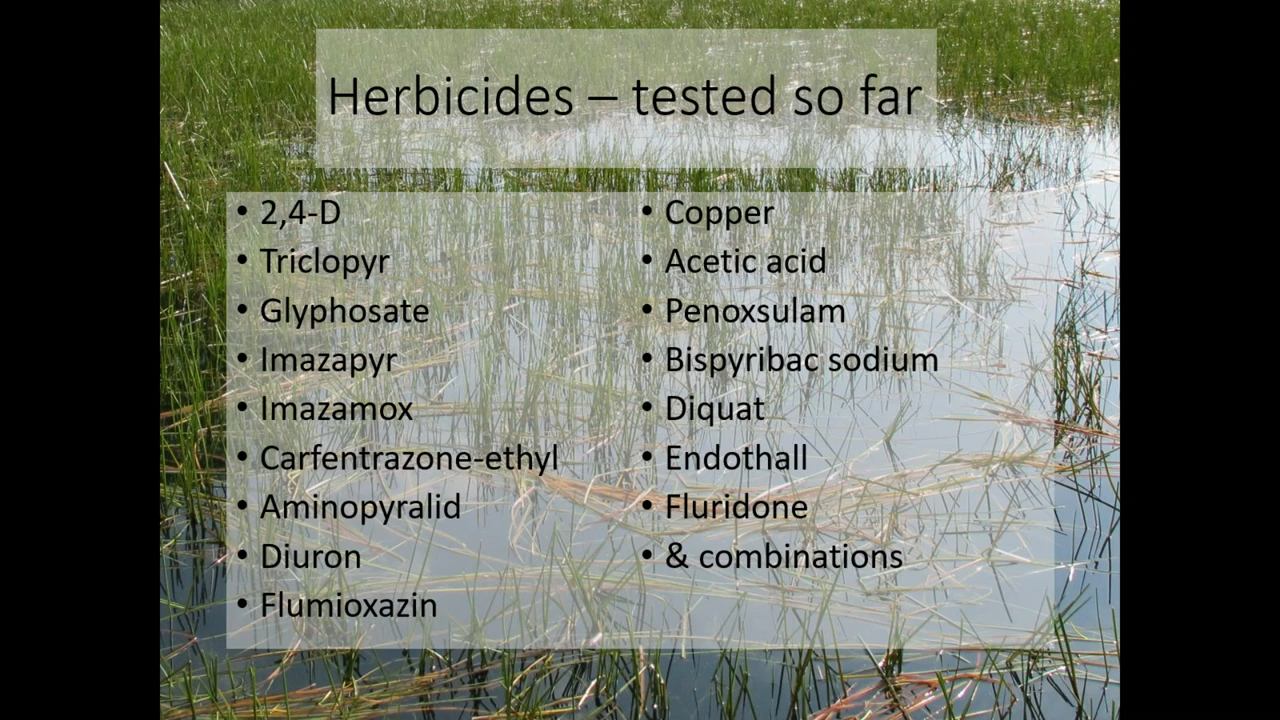 Herbicides – tested so far
• 2,4-D
• Triclopyr
• Glyphosate
• Imazapyr
• Imazamox
• Carfentrazone-ethyl
• Aminopyralid
• Diuron
• Flumioxazin
• Copper
• Acetic acid
• Penoxsulam
• Bispyribac sodium
• Diquat
• Endothall
• Fluridone
• & combinations